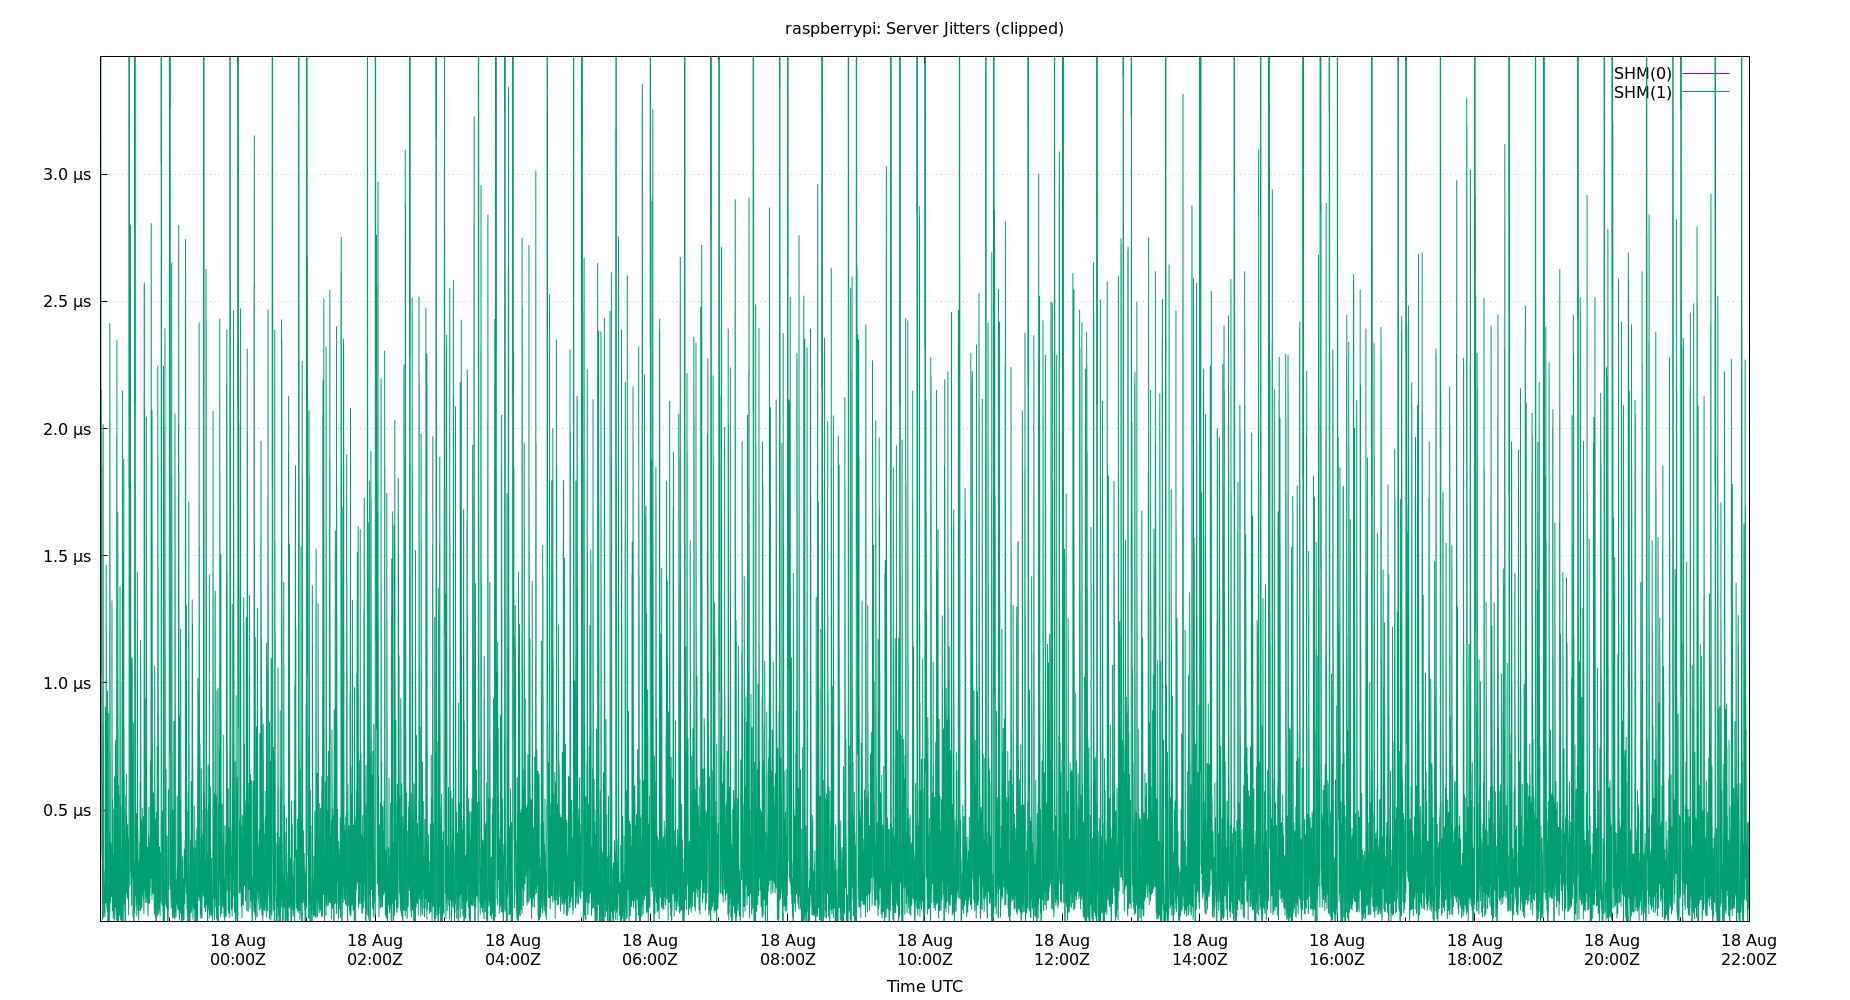 raspberrypi: Server Jitters (clipped)
SHM(0)
SHM(1)
3.0 µs
2.5 µs
2.0 µs
1.5 µs
1.0 µs
0.5 µs
18 Aug 18 Aug 18 Aug 18 Aug 18 Aug 18 Aug 18 Aug 18 Aug 18 Aug 18 Aug 18 Aug 18 Aug
00:00Z 02:00Z 04:00Z 06:00Z 08:00Z 10:00Z 12:00Z 14:00Z 16:00Z 18:00Z 20:00Z 22:00Z
Time UTC